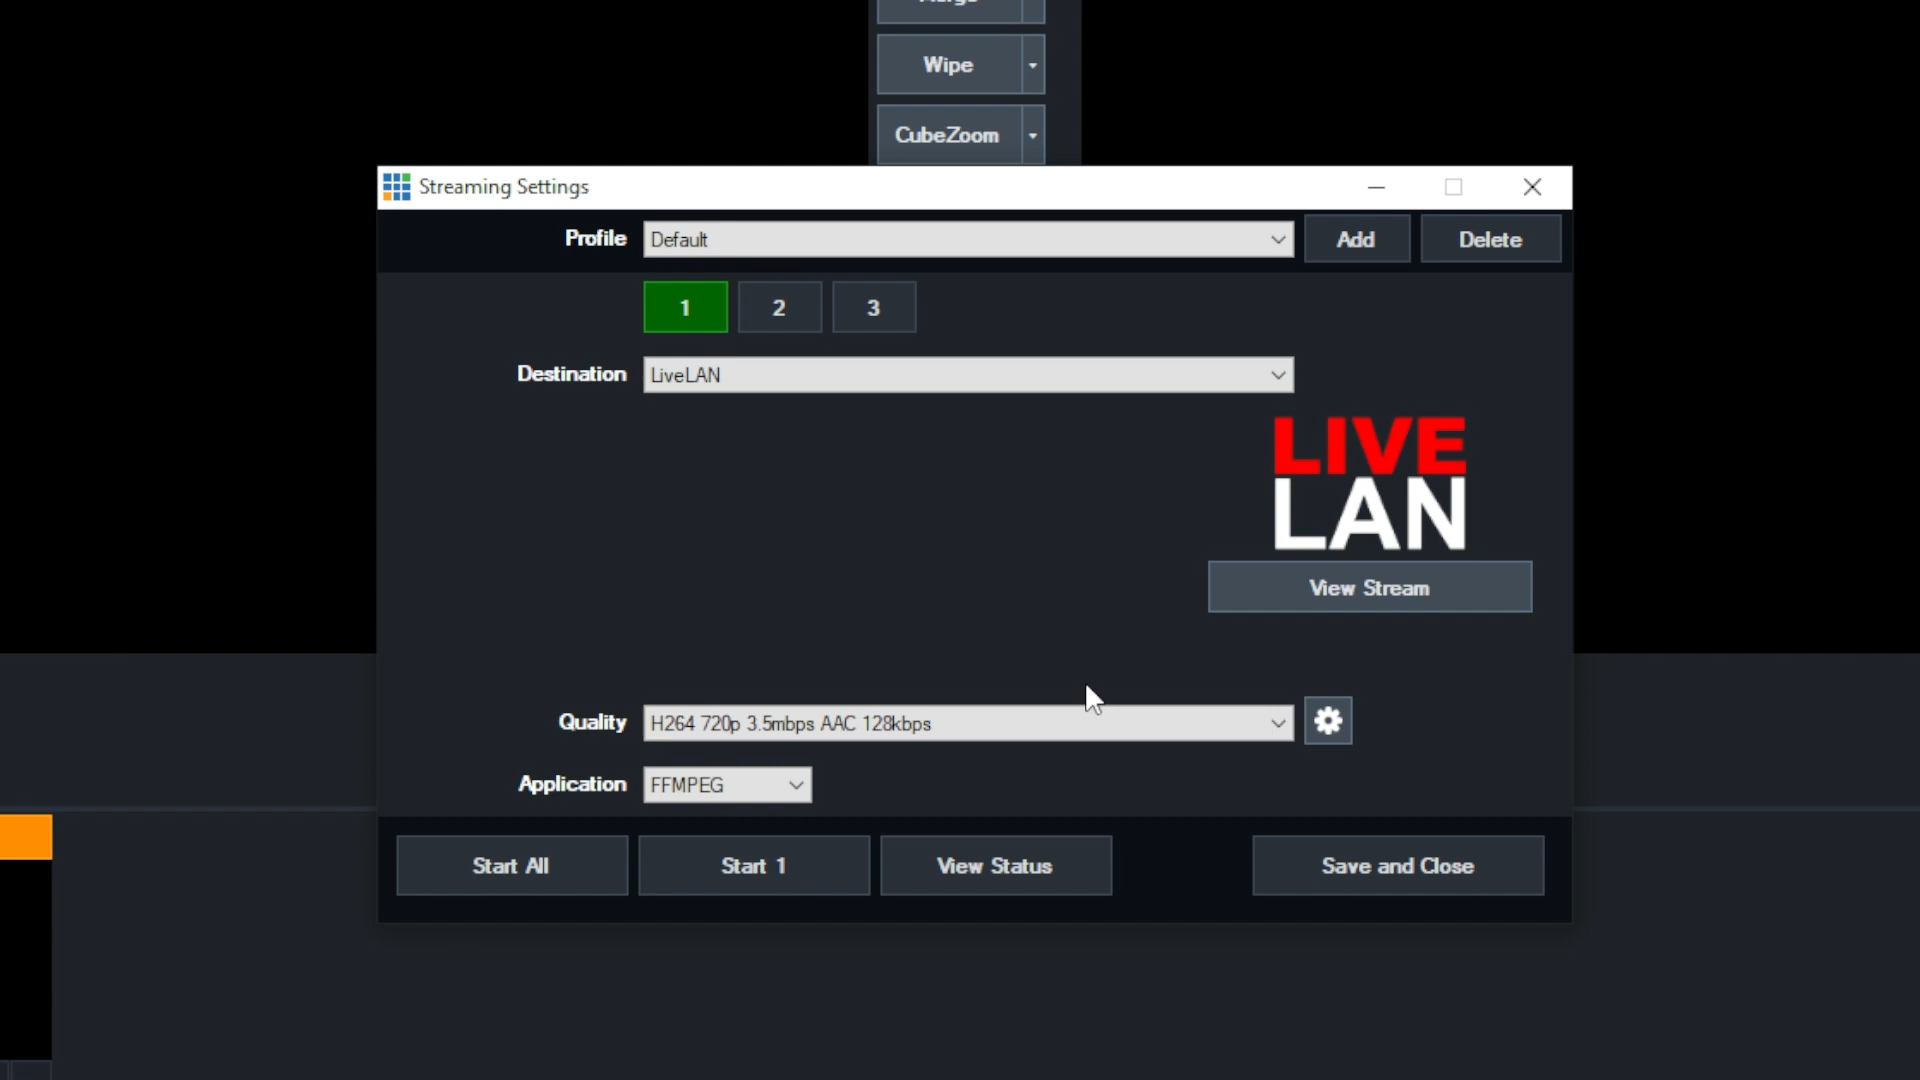 Wipe
CubeZoom
Streaming Settings
Profile Default Add Delete
1 2 3
Destination LiveLAN
LIVE
LAN
View Stream
Quality H264 720p 3.5mbps AAC 128kbps
Application FFMPEG
Start All Start 1 View Status Save and Close